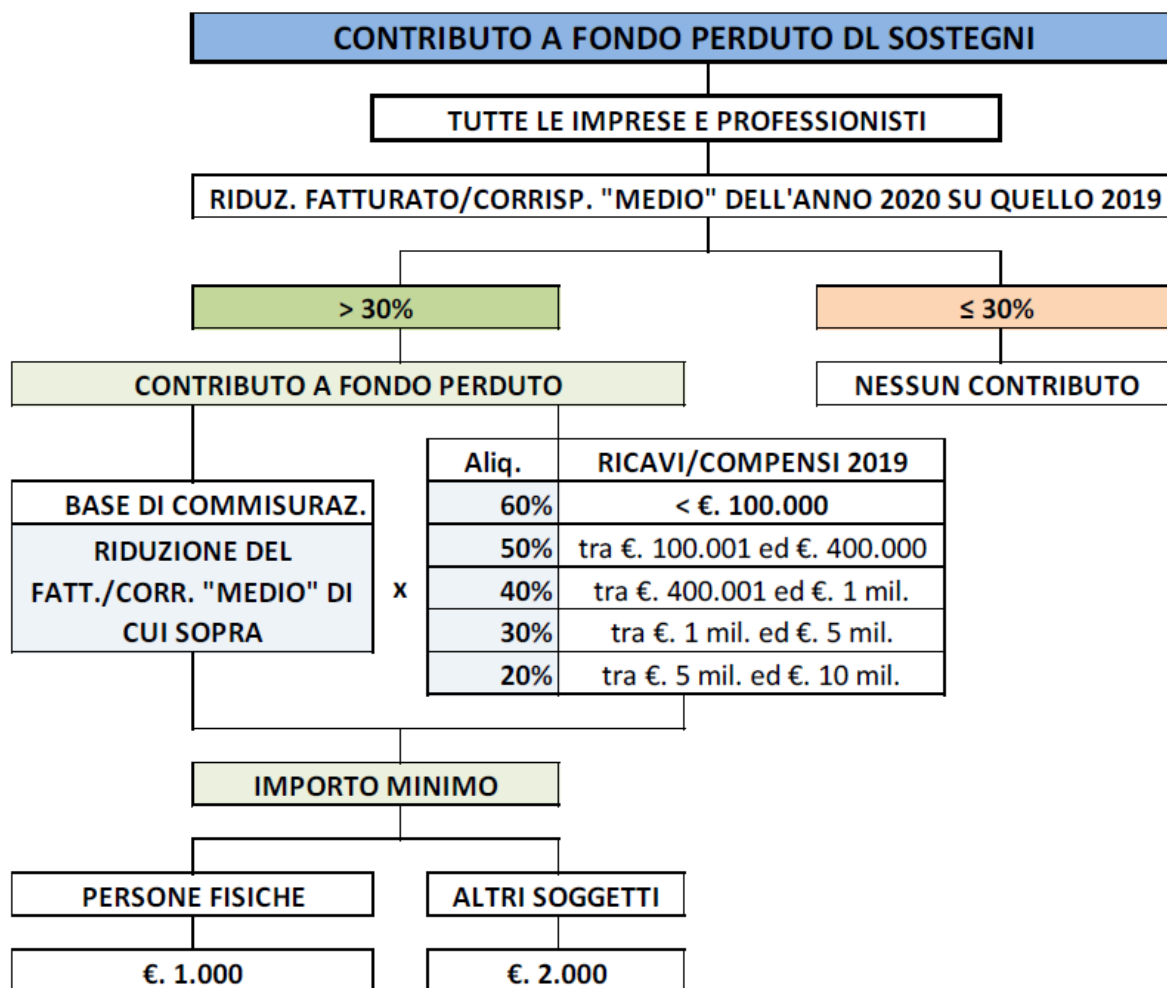 CONTRIBUTO A FONDO PERDUTO DL SOSTEGNI
TUTTE LE IMPRESE E PROFESSIONISTI
RIDUZ. FATTURATO/CORRISP. "MEDIO" DELL'ANNO 2020 SU QUELLO 2019
> 30%
≤ 30%
CONTRIBUTO A FONDO PERDUTO
NESSUN CONTRIBUTO
BASE DI COMMISURAZ.
RIDUZIONE DEL
FATT./CORR. "MEDIO" DI
CUI SOPRA
x
Aliq. RICAVI/COMPENSI 2019
60% < €. 100.000
50% tra €. 100.001 ed €. 400.000
40% tra €. 400.001 ed €. 1 mil.
30% tra €. 1 mil. ed €. 5 mil.
20% tra €. 5 mil. ed €. 10 mil.
IMPORTO MINIMO
PERSONE FISICHE
ALTRI SOGGETTI
€. 1.000
€. 2.000